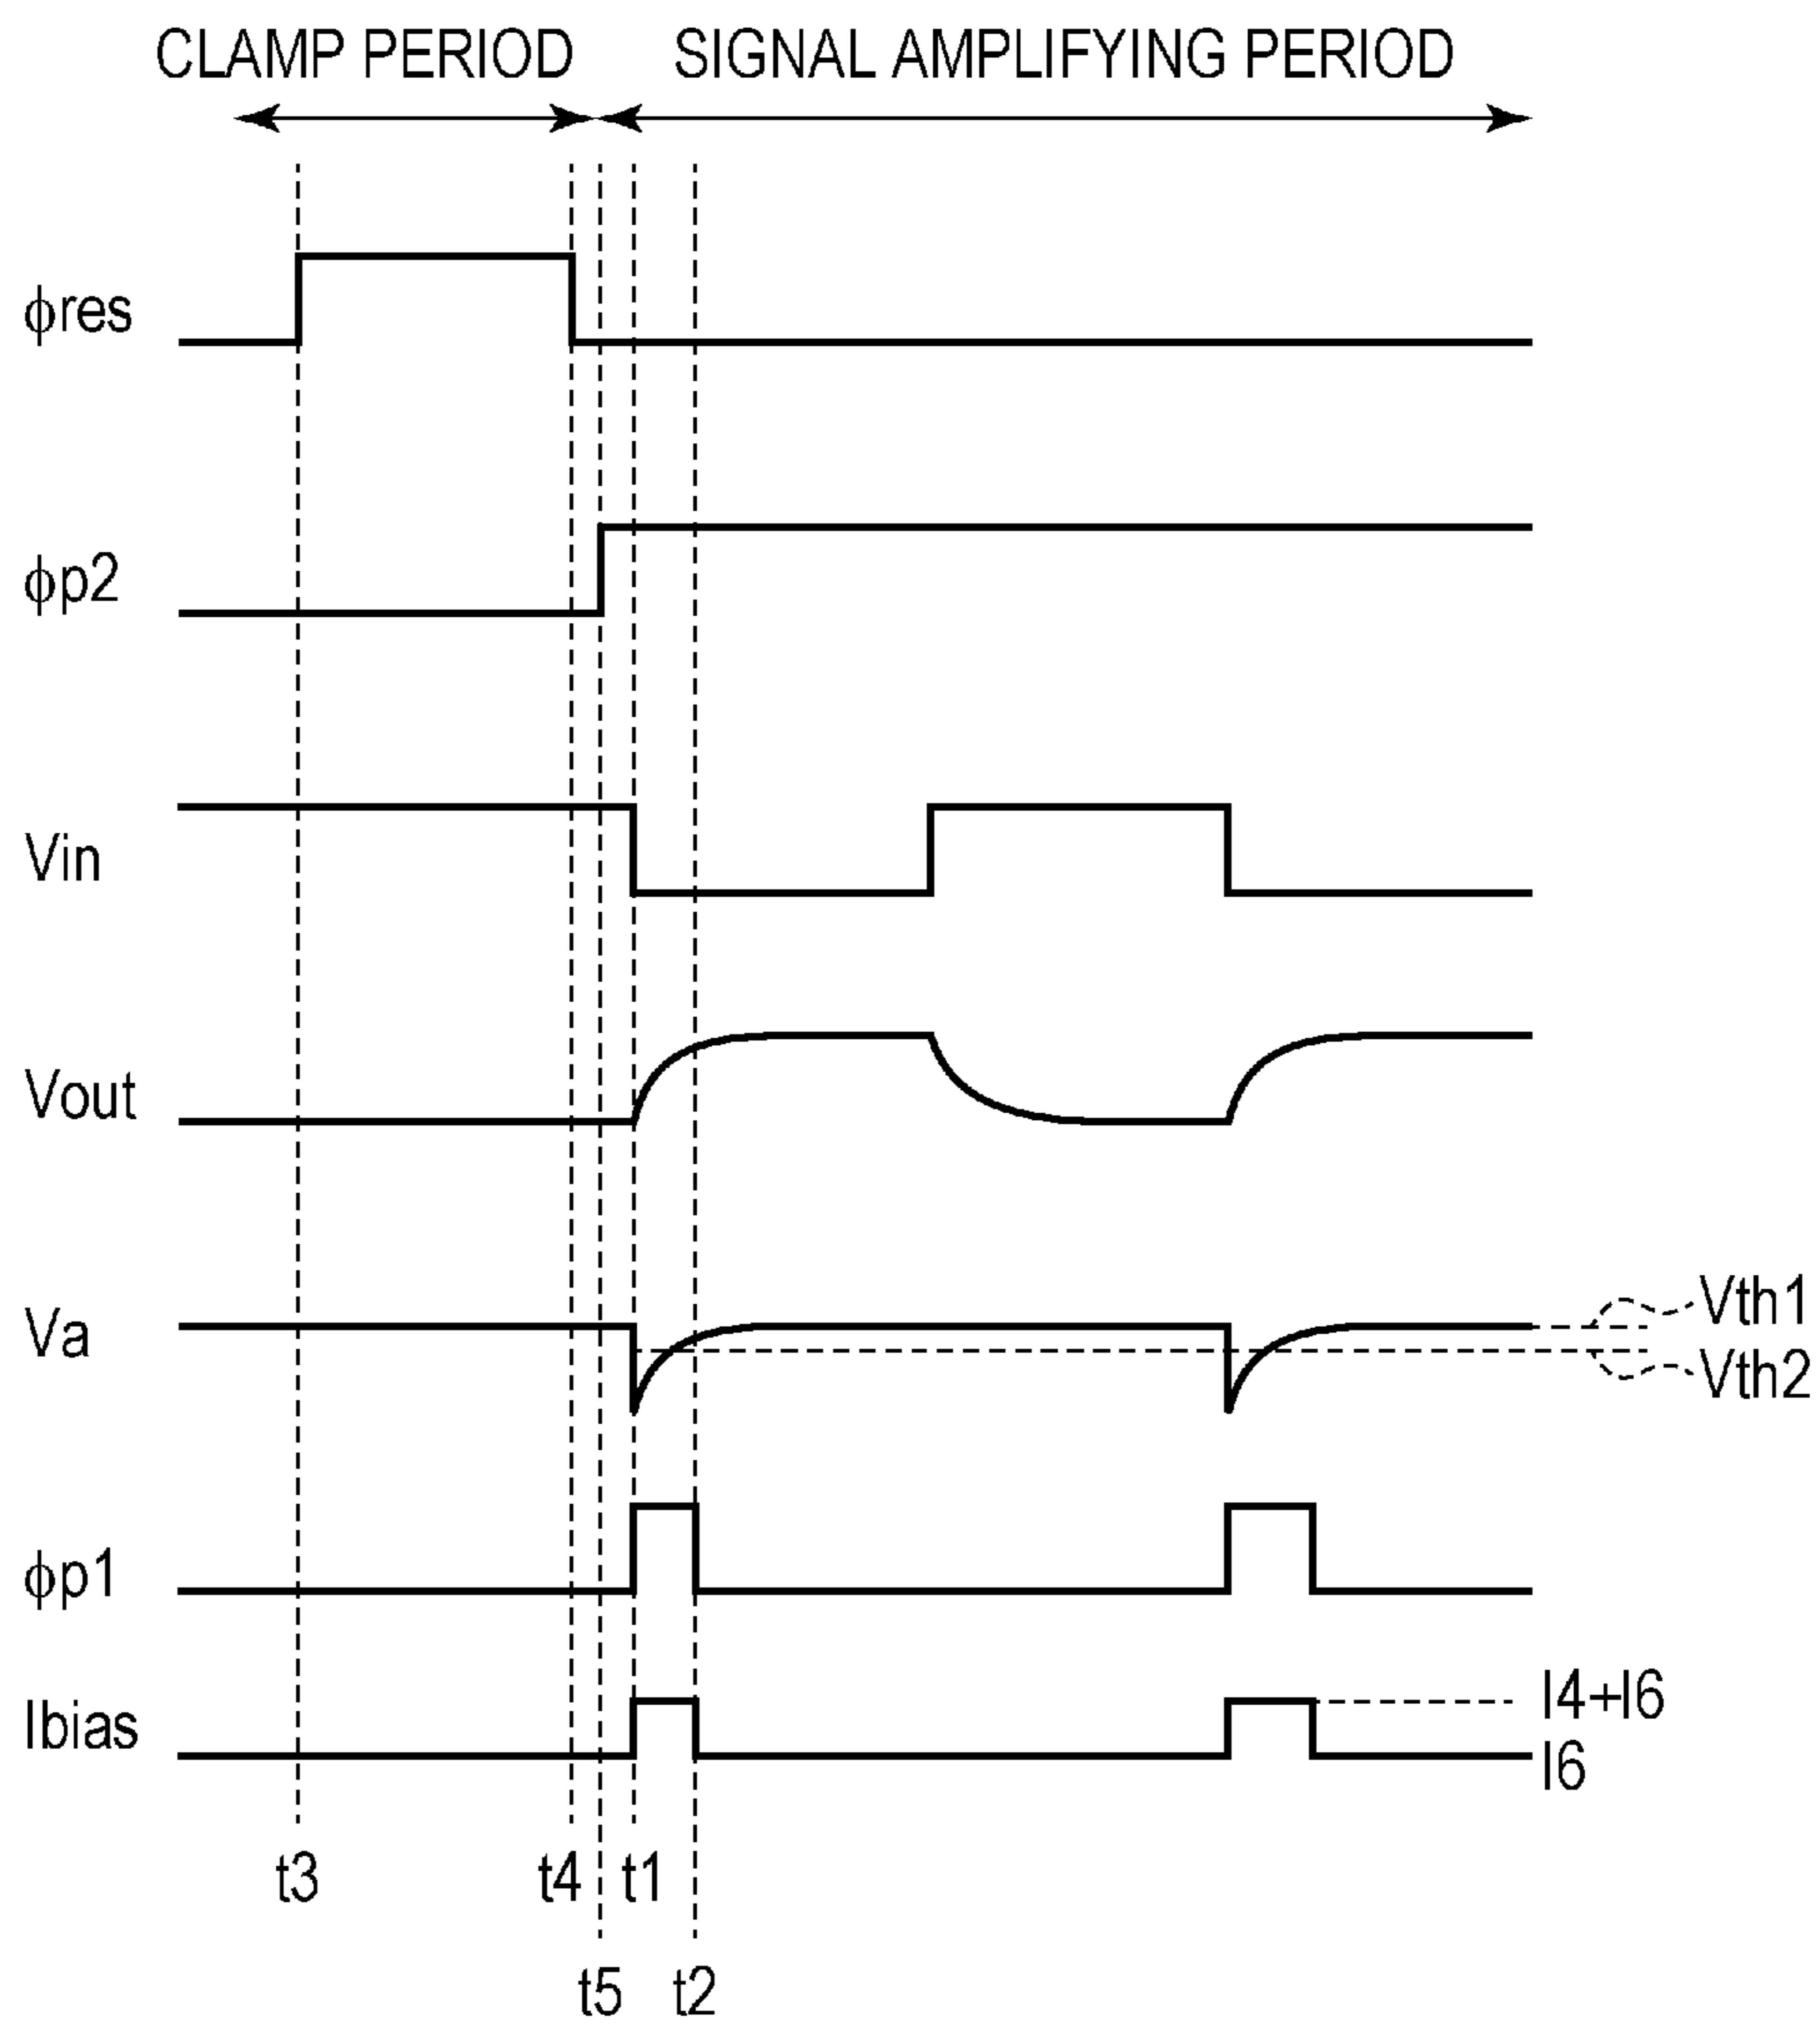 CLAMP PERIOD SIGNAL AMPLIFYING PERIOD
ϕres
ϕp2
Vin
Vout
Va
Vth1
Vth2
ϕp1
Ibias
I4+I6
I6
t3 t4 t1
t5 t2